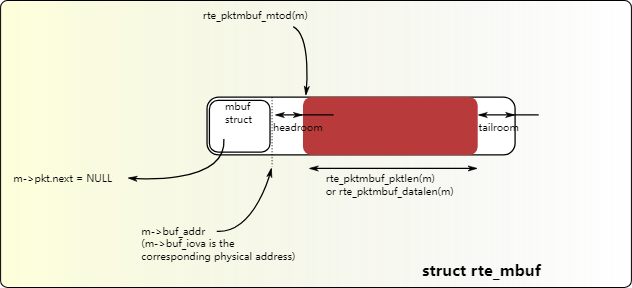 rte_pktmbuf_mtod(m)
mbuf
struct
headroom
tailroom
m->pkt.next = NULL
rte_pktmbuf_pktlen(m)
or rte_pktmbuf_datalen(m)
m->buf_addr
(m->buf_iova is the
corresponding physical address)
struct rte_mbuf